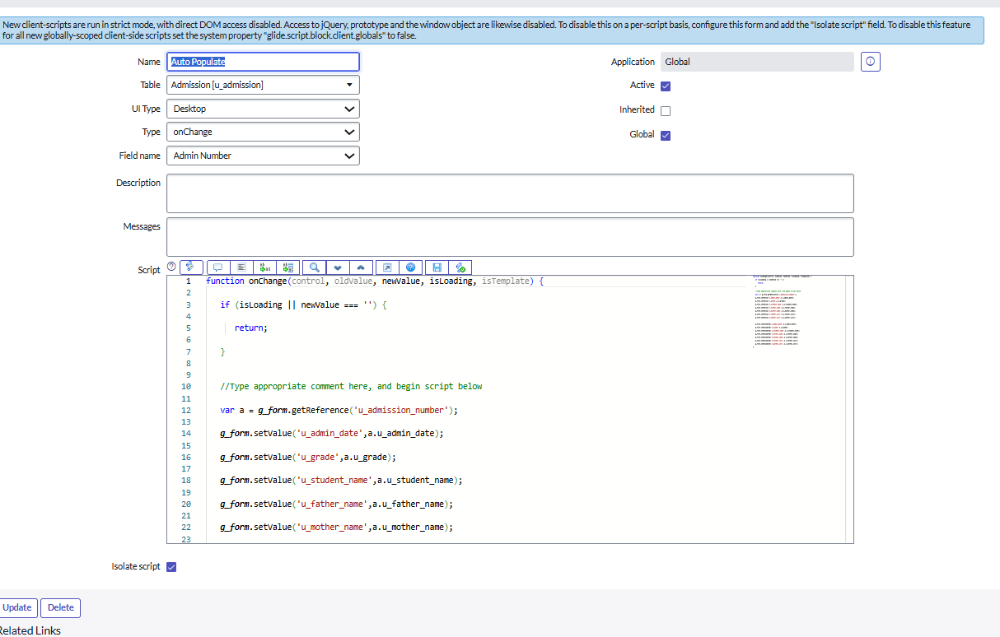 New client-scripts are run in strict mode, with direct DOM access disabled. Access to jQuery, prototype and the window object are likewise disabled. To disable this on a per-script basis, configure this form and add the "Isolate script" field. To disable this feature
for all new globally-scoped client-side scripts set the system property "glide.script.block.client.globals" to false.
Name Auto Populate Application Global
Table Admission [u_admission] Active
UI Type Desktop Inherited
Type onChange Global
Field name Admin Number
Description
Messages
Script
1 function onChange(control, oldValue, newValue, isLoading, isTemplate) {
2
3 if (isLoading || newValue === '') {
4
5 return;
6
7 }
8
9
10 //Type appropriate comment here, and begin script below
11
12 var a = g_form.getReference('u_admission_number');
13
14 g_form.setValue('u_admin_date',a.u_admin_date);
15
16 g_form.setValue('u_grade',a.u_grade);
17
18 g_form.setValue('u_student_name',a.u_student_name);
19
20 g_form.setValue('u_father_name',a.u_father_name);
21
22 g_form.setValue('u_mother_name',a.u_mother_name);
23
Isolate script
Update Delete
Related Links